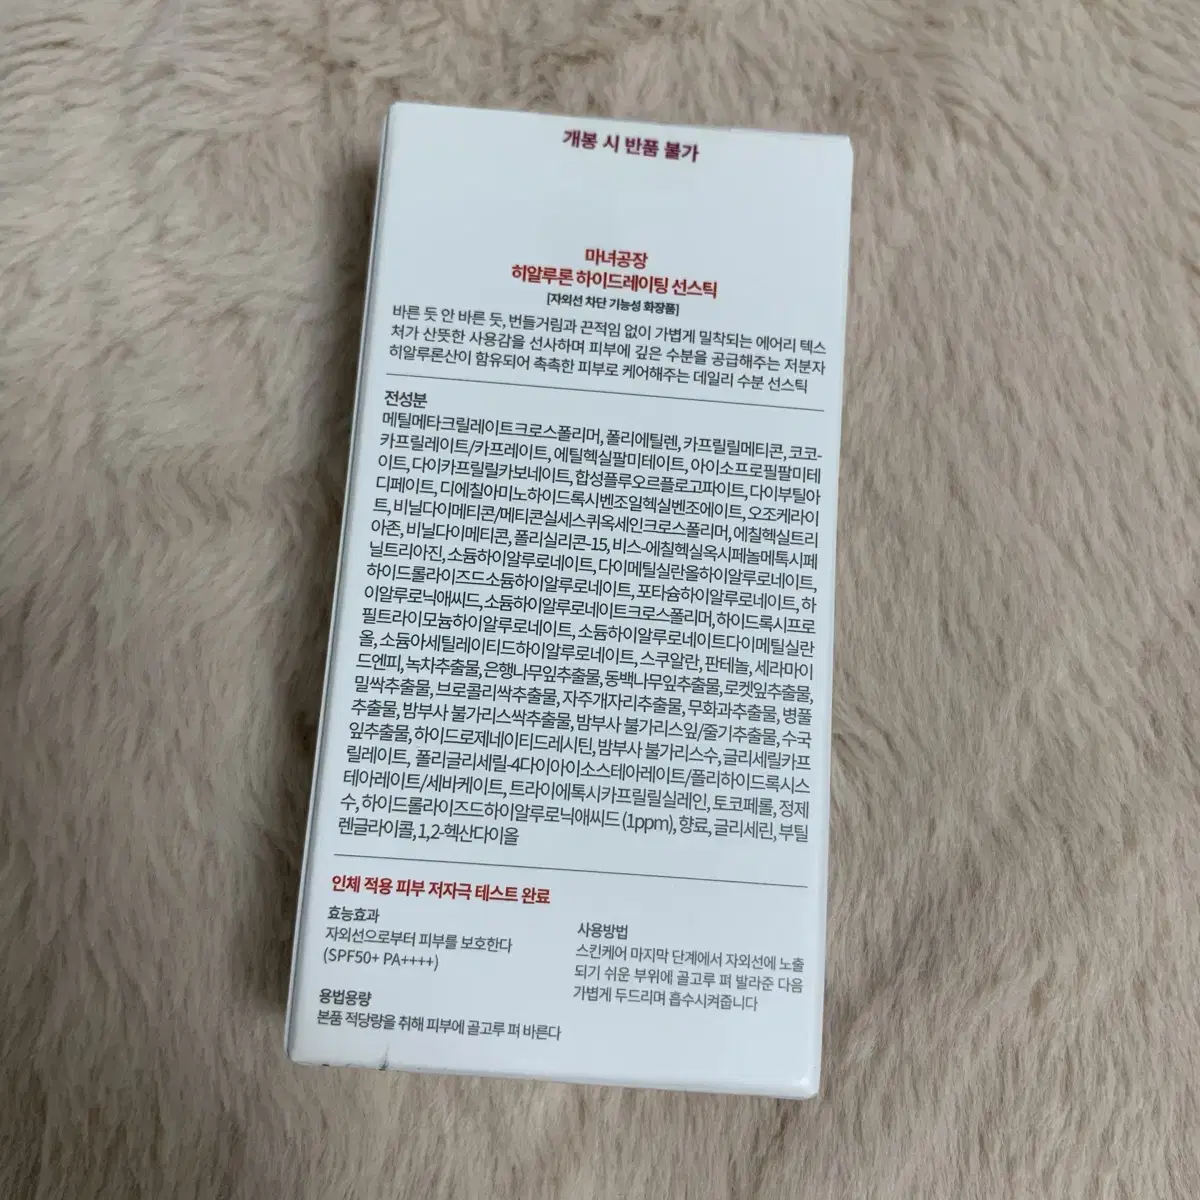 개봉 시 반품 불가
마녀공장
히알루론 하이드레이팅 선스틱
[자외선 차단 기능성 화장품]
바른 듯 안 바른 듯, 번들거림과 끈적임 없이 가볍게 밀착되는 에어리 텍스
처가 산뜻한 사용감을 선사하며 피부에 깊은 수분을 공급해주는 저분자
히알루론산이 함유되어 촉촉한 피부로 케어해주는 데일리 수분 선스틱
전성분
메틸메타크릴레이트크로스폴리머, 폴리에틸렌, 카프릴릴메티콘, 코코-
카프릴레이트/카프레이트, 에틸헥실팔미테이트, 아이소프로필팔미테
이트, 다이카프릴릴카보네이트, 합성플루오르플로고파이트, 다이부틸아
디페이트, 디에칠아미노하이드록시벤조일헥실벤조에이트, 오조케라이
트, 비닐다이메티콘/메티콘실세스퀴옥세인크로스폴리머, 에칠헥실트리
아존, 비닐다이메티콘, 폴리실리콘-15, 비스-에칠헥실옥시페놀메톡시페
닐트리아진, 소듐하이알루로네이트, 다이메틸실란올하이알루로네이트,
하이드롤라이즈드소듐하이알루로네이트, 포타슘하이알루로네이트, 하
이알루로닉애씨드, 소듐하이알루로네이트크로스폴리머, 하이드록시프로
필트라이모늄하이알루로네이트, 소듐하이알루로네이트다이메틸실란
올, 소듐아세틸레이티드하이알루로네이트, 스쿠알란, 판테놀, 세라마이
드엔피, 녹차추출물, 은행나무잎추출물, 동백나무잎추출물, 로켓잎추출물,
밀싹추출물, 브로콜리싹추출물, 자주개자리추출물, 무화과추출물, 병풀
추출물, 밤부사 불가리스싹추출물, 밤부사 불가리스잎/줄기추출물, 수국
잎추출물, 하이드로제네이티드레시틴, 밤부사 불가리스수, 글리세릴카프
릴레이트, 폴리글리세릴-4다이아이소스테아레이트/폴리하이드록시스
테아레이트/세바케이트, 트라이에톡시카프릴릴실레인, 토코페롤, 정제
수, 하이드롤라이즈드하이알루로닉애씨드 (1ppm), 향료, 글리세린, 부틸
렌글라이콜, 1,2-헥산다이올
인체 적용 피부 저자극 테스트 완료
효능효과
자외선으로부터 피부를 보호한다
(SPF50+ PA++++)
용법용량
본품 적당량을 취해 피부에 골고루 펴 바른다
사용방법
스킨케어 마지막 단계에서 자외선에 노출
되기 쉬운 부위에 골고루 펴 발라준 다음
가볍게 두드리며 흡수시켜줍니다